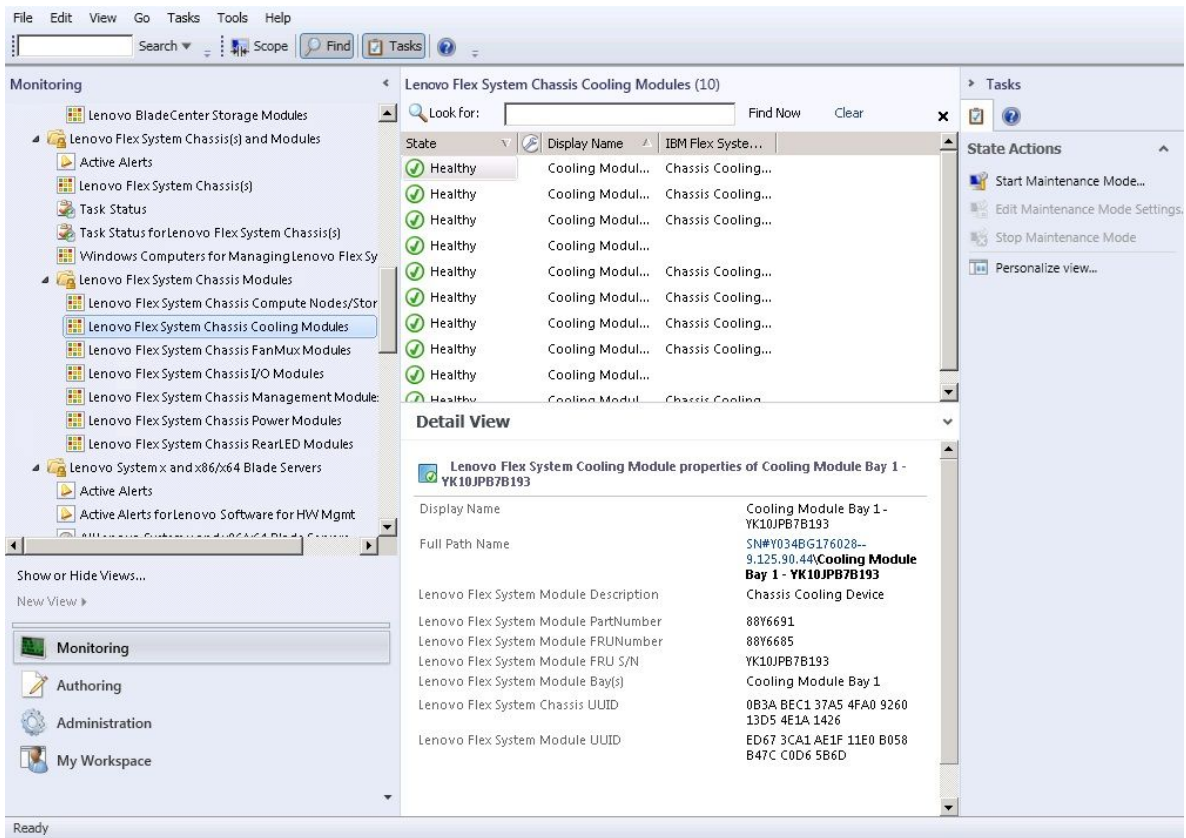 File Edit View Go Tasks Tools Help
Search Scope Find Tasks
Monitoring
Lenovo BladeCenter Storage Modules
Lenovo Flex System Chassis(s) and Modules
Active Alerts
Lenovo Flex System Chassis(s)
Task Status
Task Status for Lenovo Flex System Chassis(s)
Windows Computers for Managing Lenovo Flex Sy
Lenovo Flex System Chassis Modules
Lenovo Flex System Chassis Compute Nodes/Stor
Lenovo Flex System Chassis Cooling Modules
Lenovo Flex System Chassis FanMux Modules
Lenovo Flex System Chassis I/O Modules
Lenovo Flex System Chassis Management Module
Lenovo Flex System Chassis Power Modules
Lenovo Flex System Chassis RearLED Modules
Lenovo System x and x86/x64 Blade Servers
Active Alerts
Active Alerts for Lenovo Software for HW Mgmt
Show or Hide Views...
New View
Monitoring
Authoring
Administration
My Workspace
Ready
Lenovo Flex System Chassis Cooling Modules (10)
Look for: Find Now Clear
State Display Name IBM Flex Syste...
Healthy Cooling Modul... Chassis Cooling...
Healthy Cooling Modul... Chassis Cooling...
Healthy Cooling Modul... Chassis Cooling...
Healthy Cooling Modul...
Healthy Cooling Modul... Chassis Cooling...
Healthy Cooling Modul... Chassis Cooling...
Healthy Cooling Modul... Chassis Cooling...
Healthy Cooling Modul... Chassis Cooling...
Healthy Cooling Modul...
Healthy Cooling Modul Chassis Cooling
Detail View
Lenovo Flex System Cooling Module properties of Cooling Module Bay 1 -
YK10JPB7B193
Display Name Cooling Module Bay 1 -
YK10JPB7B193
Full Path Name SN#Y034BG176028--
9.125.90.44\Cooling Module
Bay 1 - YK10JPB7B193
Lenovo Flex System Module Description Chassis Cooling Device
Lenovo Flex System Module PartNumber 88Y6691
Lenovo Flex System Module FRUNumber 88Y6685
Lenovo Flex System Module FRU S/N YK10JPB7B193
Lenovo Flex System Module Bay(s) Cooling Module Bay 1
Lenovo Flex System Chassis UUID 0B3A BEC1 37A5 4FA0 9260
13D5 4E1A 1426
Lenovo Flex System Module UUID ED67 3CA1 AE1F 11E0 B058
B47C C0D6 5B6D
Tasks
State Actions
Start Maintenance Mode...
Edit Maintenance Mode Settings.
Stop Maintenance Mode
Personalize view...